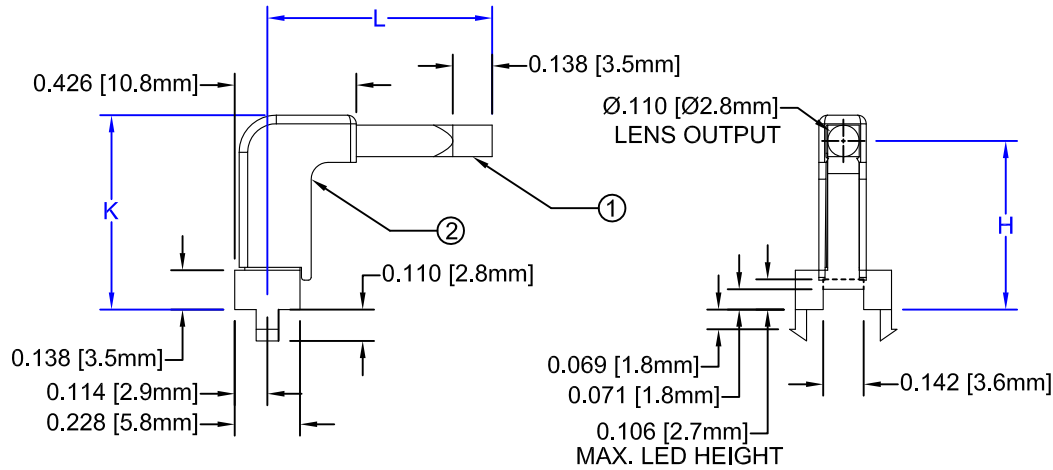 L
0.426 [10.8mm]
0.138 [3.5mm]
Ø.110 [Ø2.8mm]
LENS OUTPUT
K
1
2
H
0.110 [2.8mm]
0.138 [3.5mm]
0.114 [2.9mm]
0.228 [5.8mm]
0.069 [1.8mm]
0.071 [1.8mm]
0.142 [3.6mm]
0.106 [2.7mm]
MAX. LED HEIGHT